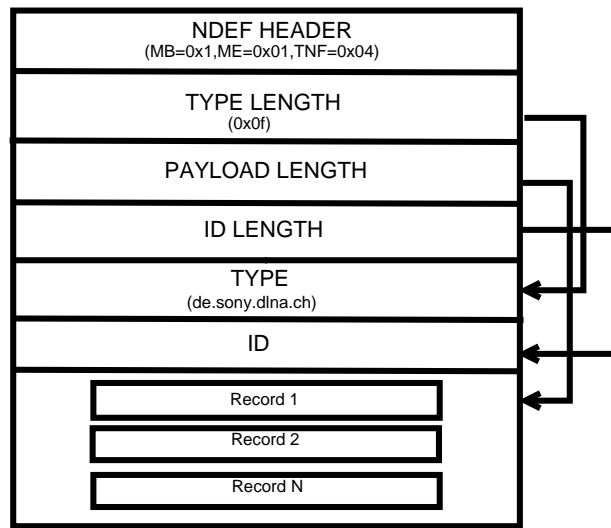 NDEF HEADER
(MB=0x1,ME=0x01,TNF=0x04)
TYPE LENGTH
(0x0f)
PAYLOAD LENGTH
ID LENGTH
TYPE
(de.sony.dlna.ch)
ID
Record 1
Record 2
Record N